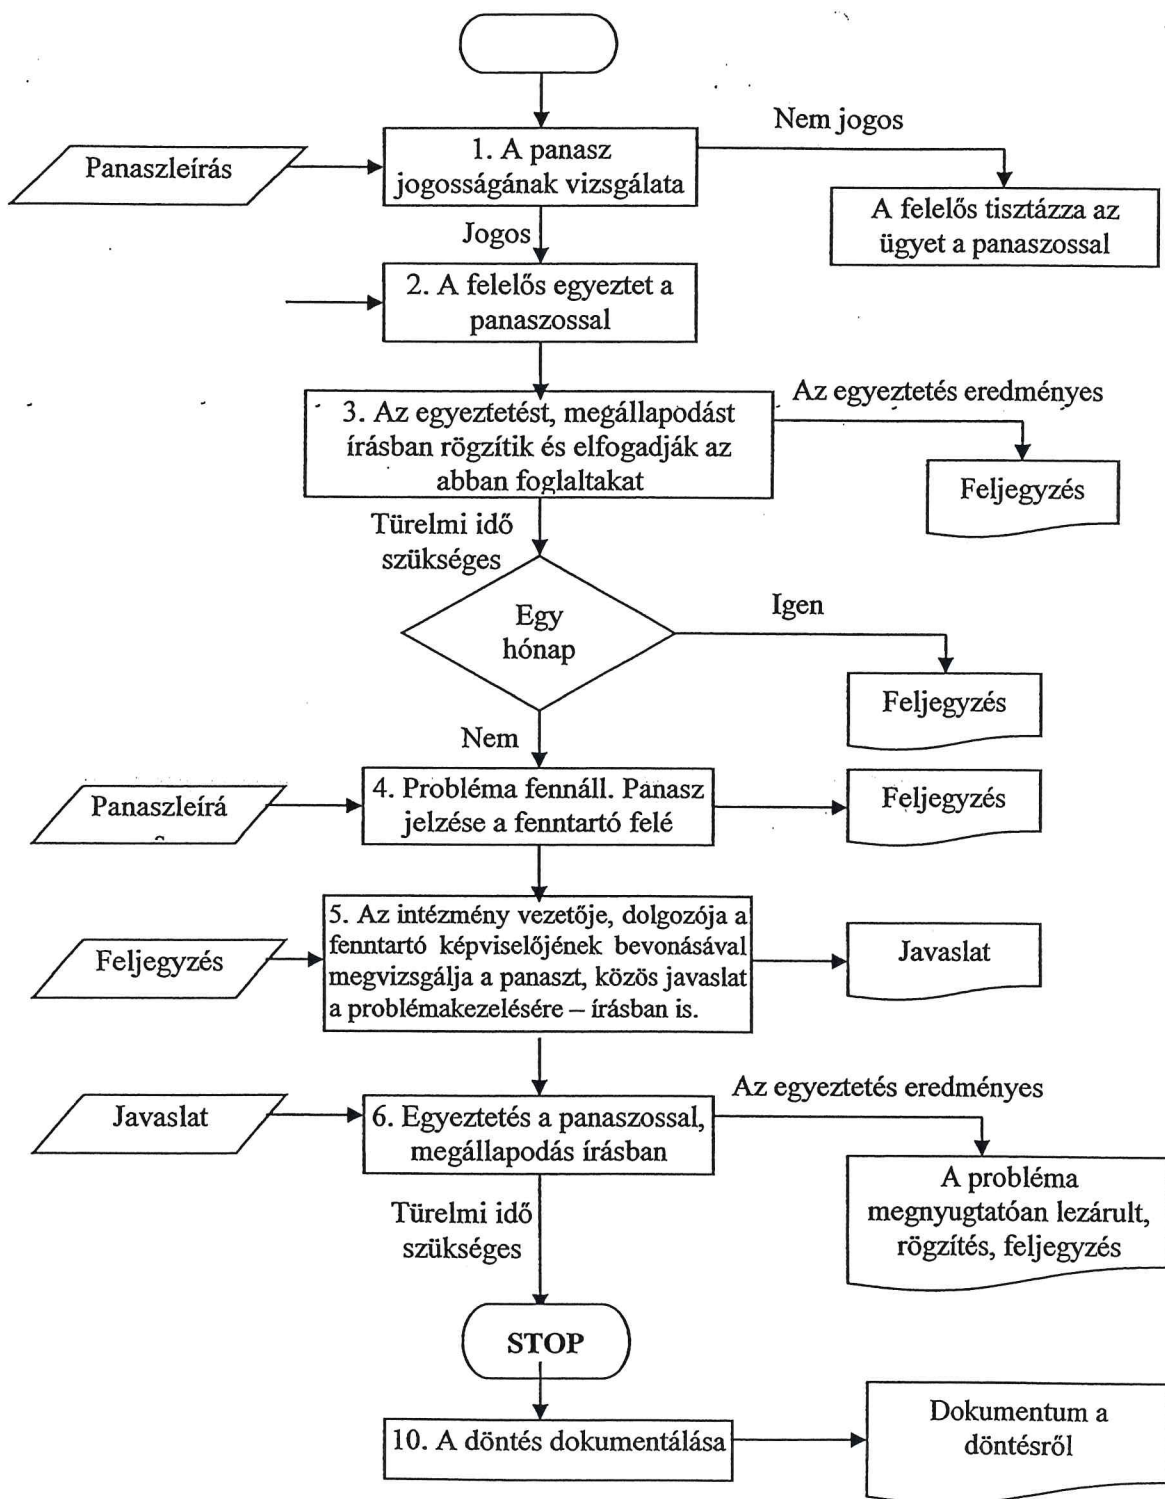 Nem jogos
Panaszleírás
1. A panasz
jogosságának vizsgálata
A felelős tisztázza az
ügyet a panaszossal
Jogos
2. A felelős egyeztet a
panaszossal
Az egyeztetés eredményes
3. Az egyeztetést, megállapodást
írásban rögzítik és elfogadják az
abban foglaltakat
Feljegyzés
Türelmi idő
szükséges
Egy
hónap
Igen
Feljegyzés
Nem
Panaszleírá
4. Probléma fennáll. Panasz
jelzése a fenntartó felé
Feljegyzés
Feljegyzés
5. Az intézmény vezetője, dolgozója a
fenntartó képviselőjének bevonásával
megvizsgálja a panaszt, közös javaslat
a problémakezelésére – írásban is.
Javaslat
Az egyeztetés eredményes
Javaslat
6. Egyeztetés a panaszossal,
megállapodás írásban
A probléma
megnyugtatóan lezárult,
rögzítés, feljegyzés
Türelmi idő
szükséges
STOP
10. A döntés dokumentálása
Dokumentum a
döntésről